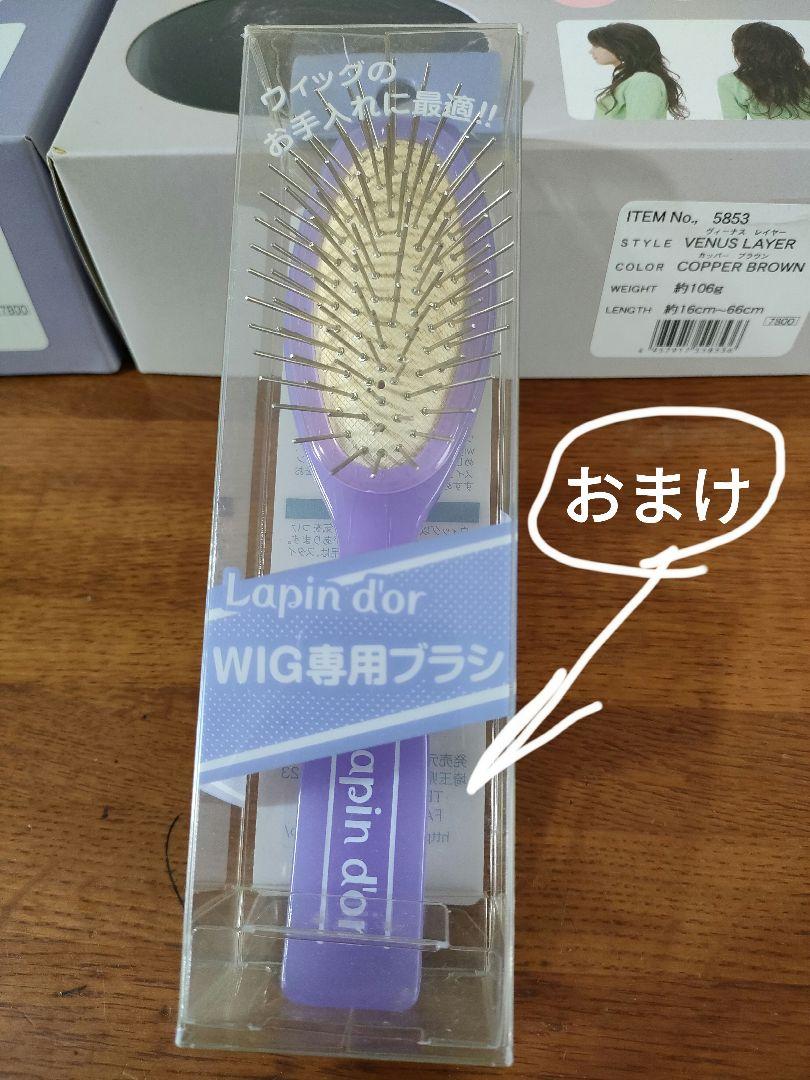 ウィッグの
お手入れに最適!!
ITEM No., 5853
ヴィーナス レイヤー
STYLE VENUS LAYER
カッパー ブラウン
COLOR COPPER BROWN
WEIGHT 約106g
LENGTH 約16cm～66cm
7800
7800
おまけ
Lapin d'or
WIG専用ブラシ
apin d'or